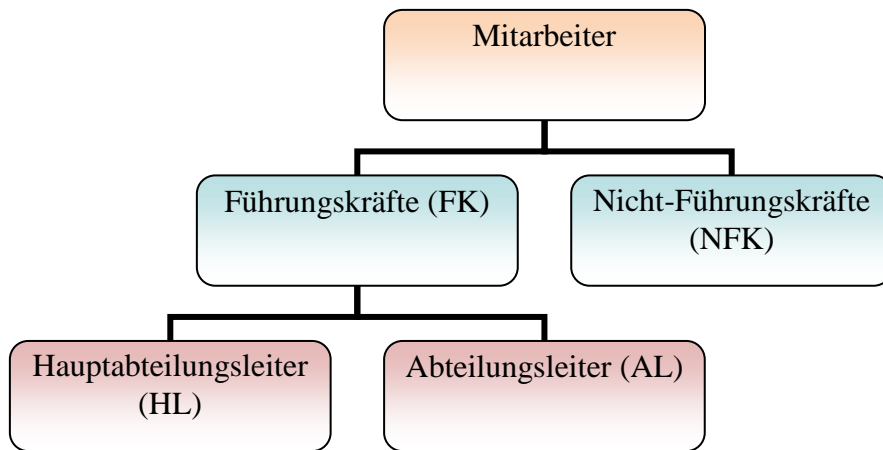 Mitarbeiter
Führungskräfte (FK)
Nicht-Führungskräfte
(NFK)
Hauptabteilungsleiter
(HL)
Abteilungsleiter (AL)